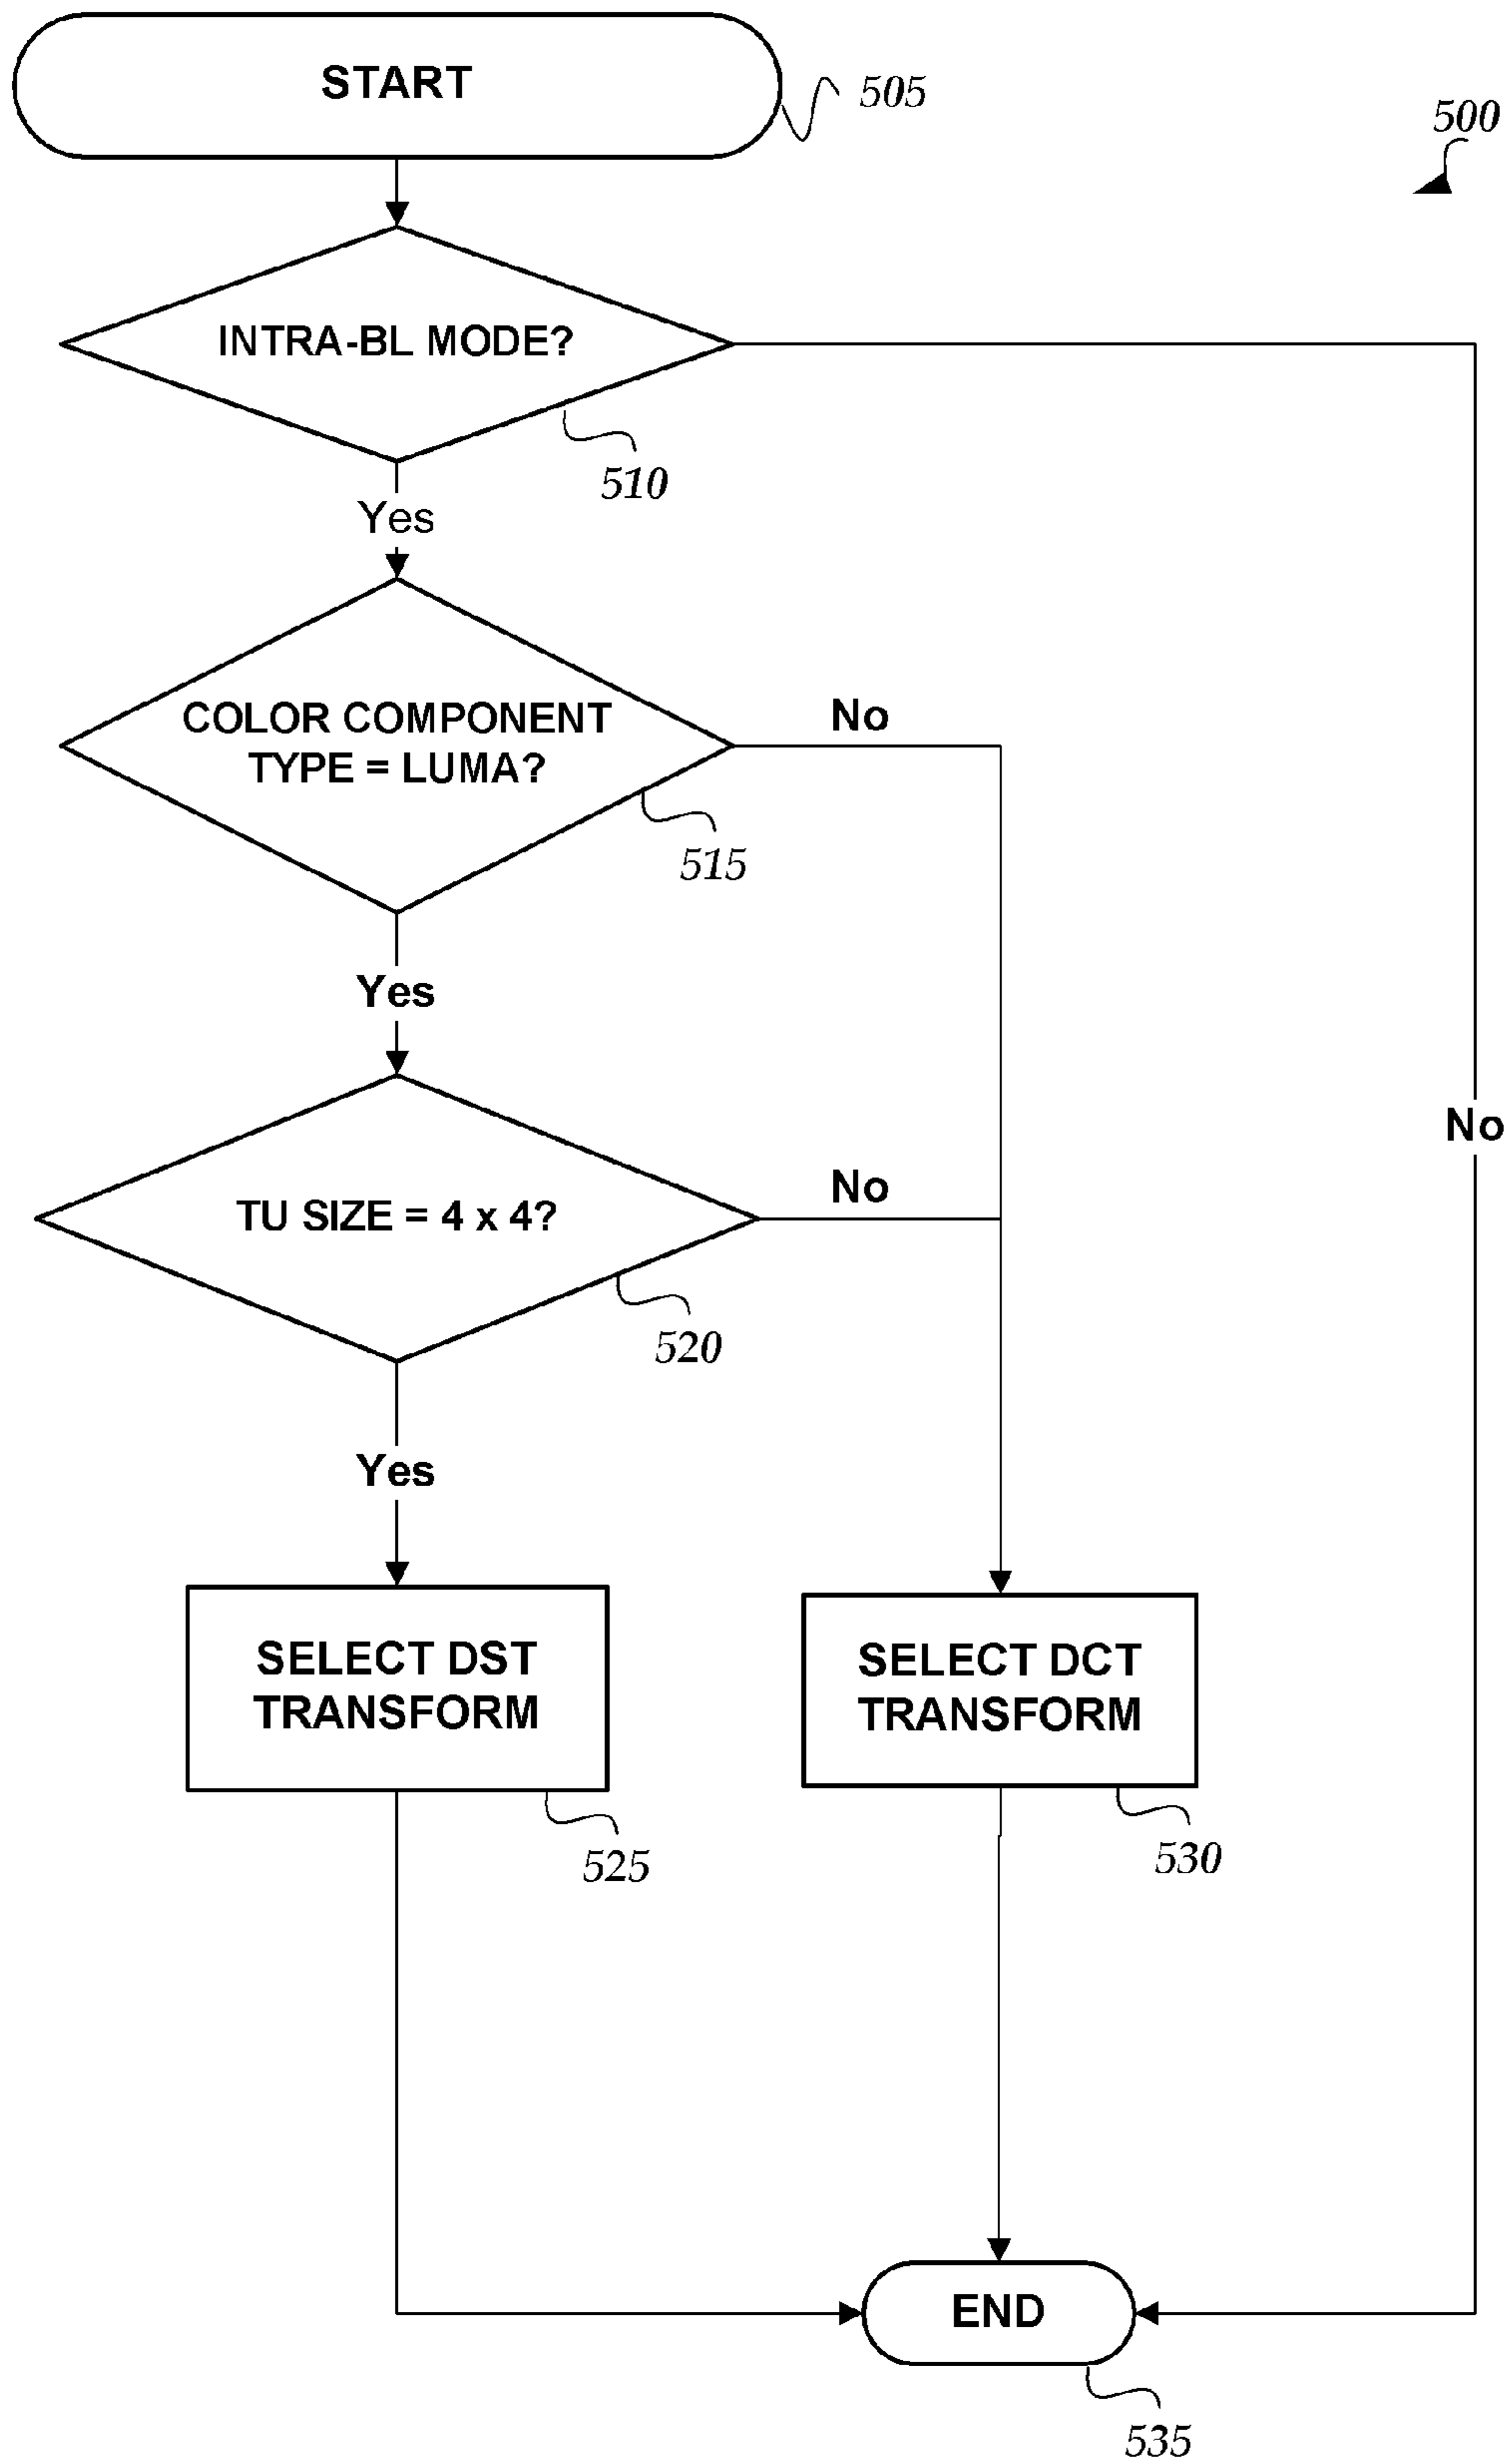 START
505
500
INTRA-BL MODE?
510
Yes
COLOR COMPONENT
TYPE = LUMA?
No
515
Yes
No
TU SIZE = 4 x 4?
No
520
Yes
SELECT DST
TRANSFORM
SELECT DCT
TRANSFORM
525
530
END
535